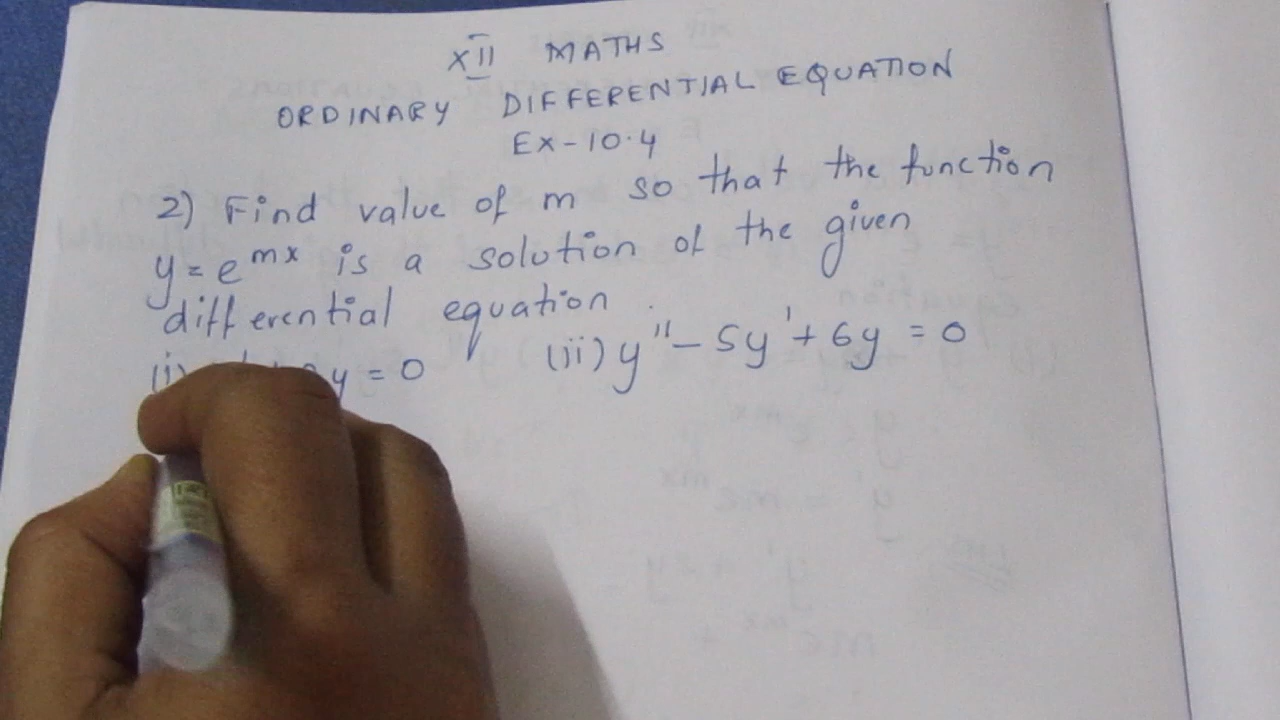 XII MATHS
ORDINARY DIFFERENTIAL EQUATION
EX-10.4
2) Find value of m so that the function
y = e^mx is a solution of the given
differential equation.
(i) y = 0 (ii) y'' - 5y' + 6y = 0